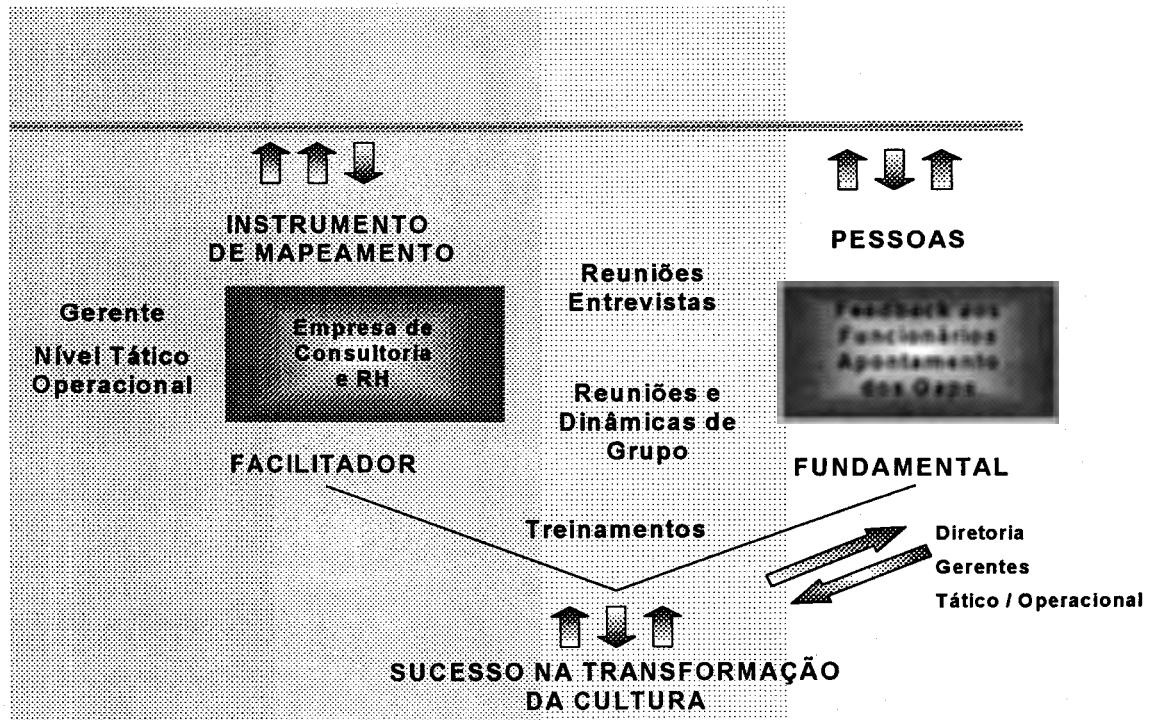 INSTRUMENTO
DE MAPEAMENTO
PESSOAS
Gerente
Nível Tático
Operacional
Empresa de
Consultoria
e RH
Reuniões
Entrevistas
Reuniões e
Dinâmicas de
Grupo
Feedback aos
Funcionários
Apontamento
dos Gaps
FACILITADOR
FUNDAMENTAL
Treinamentos
Diretoria
Gerentes
Tático / Operacional
SUCESSO NA TRANSFORMAÇÃO
DA CULTURA